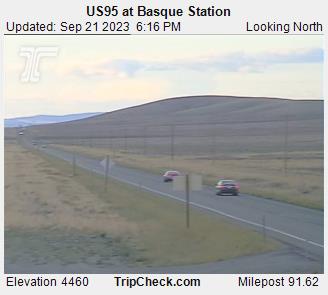 US95 at Basque Station
Updated: Sep 21 2023 6:16 PM Looking North
Elevation 4460 TripCheck.com Milepost 91.62